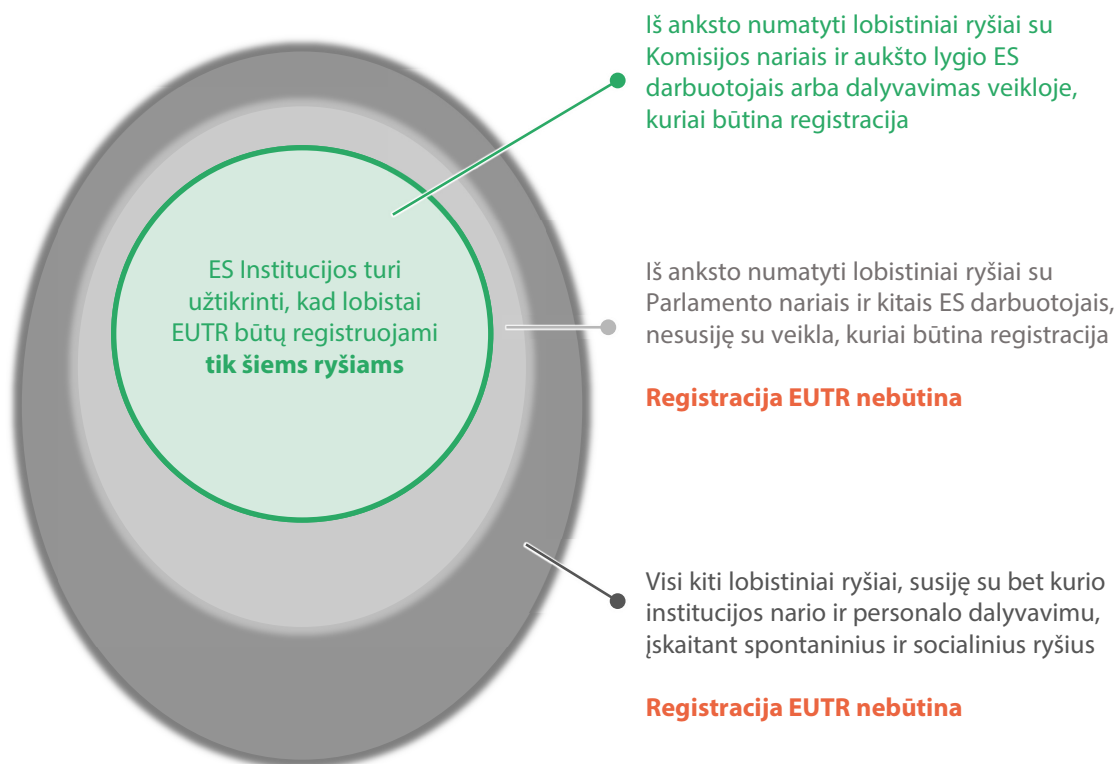 Iš anksto numatyti lobistiniai ryšiai su
Komisijos nariais ir aukšto lygio ES
darbuotojais arba dalyvavimas veikloje,
kuriai būtina registracija
ES Institucijos turi
užtikrinti, kad lobistai
EUTR būtų registruojami
tik šiems ryšiams
Iš anksto numatyti lobistiniai ryšiai su
Parlamento nariais ir kitais ES darbuotojais,
nesusiję su veikla, kuriai būtina registracija
Registracija EUTR nebūtina
Visi kiti lobistiniai ryšiai, susiję su bet kurio
institucijos nario ir personalo dalyvavimu,
įskaitant spontaninius ir socialinius ryšius
Registracija EUTR nebūtina